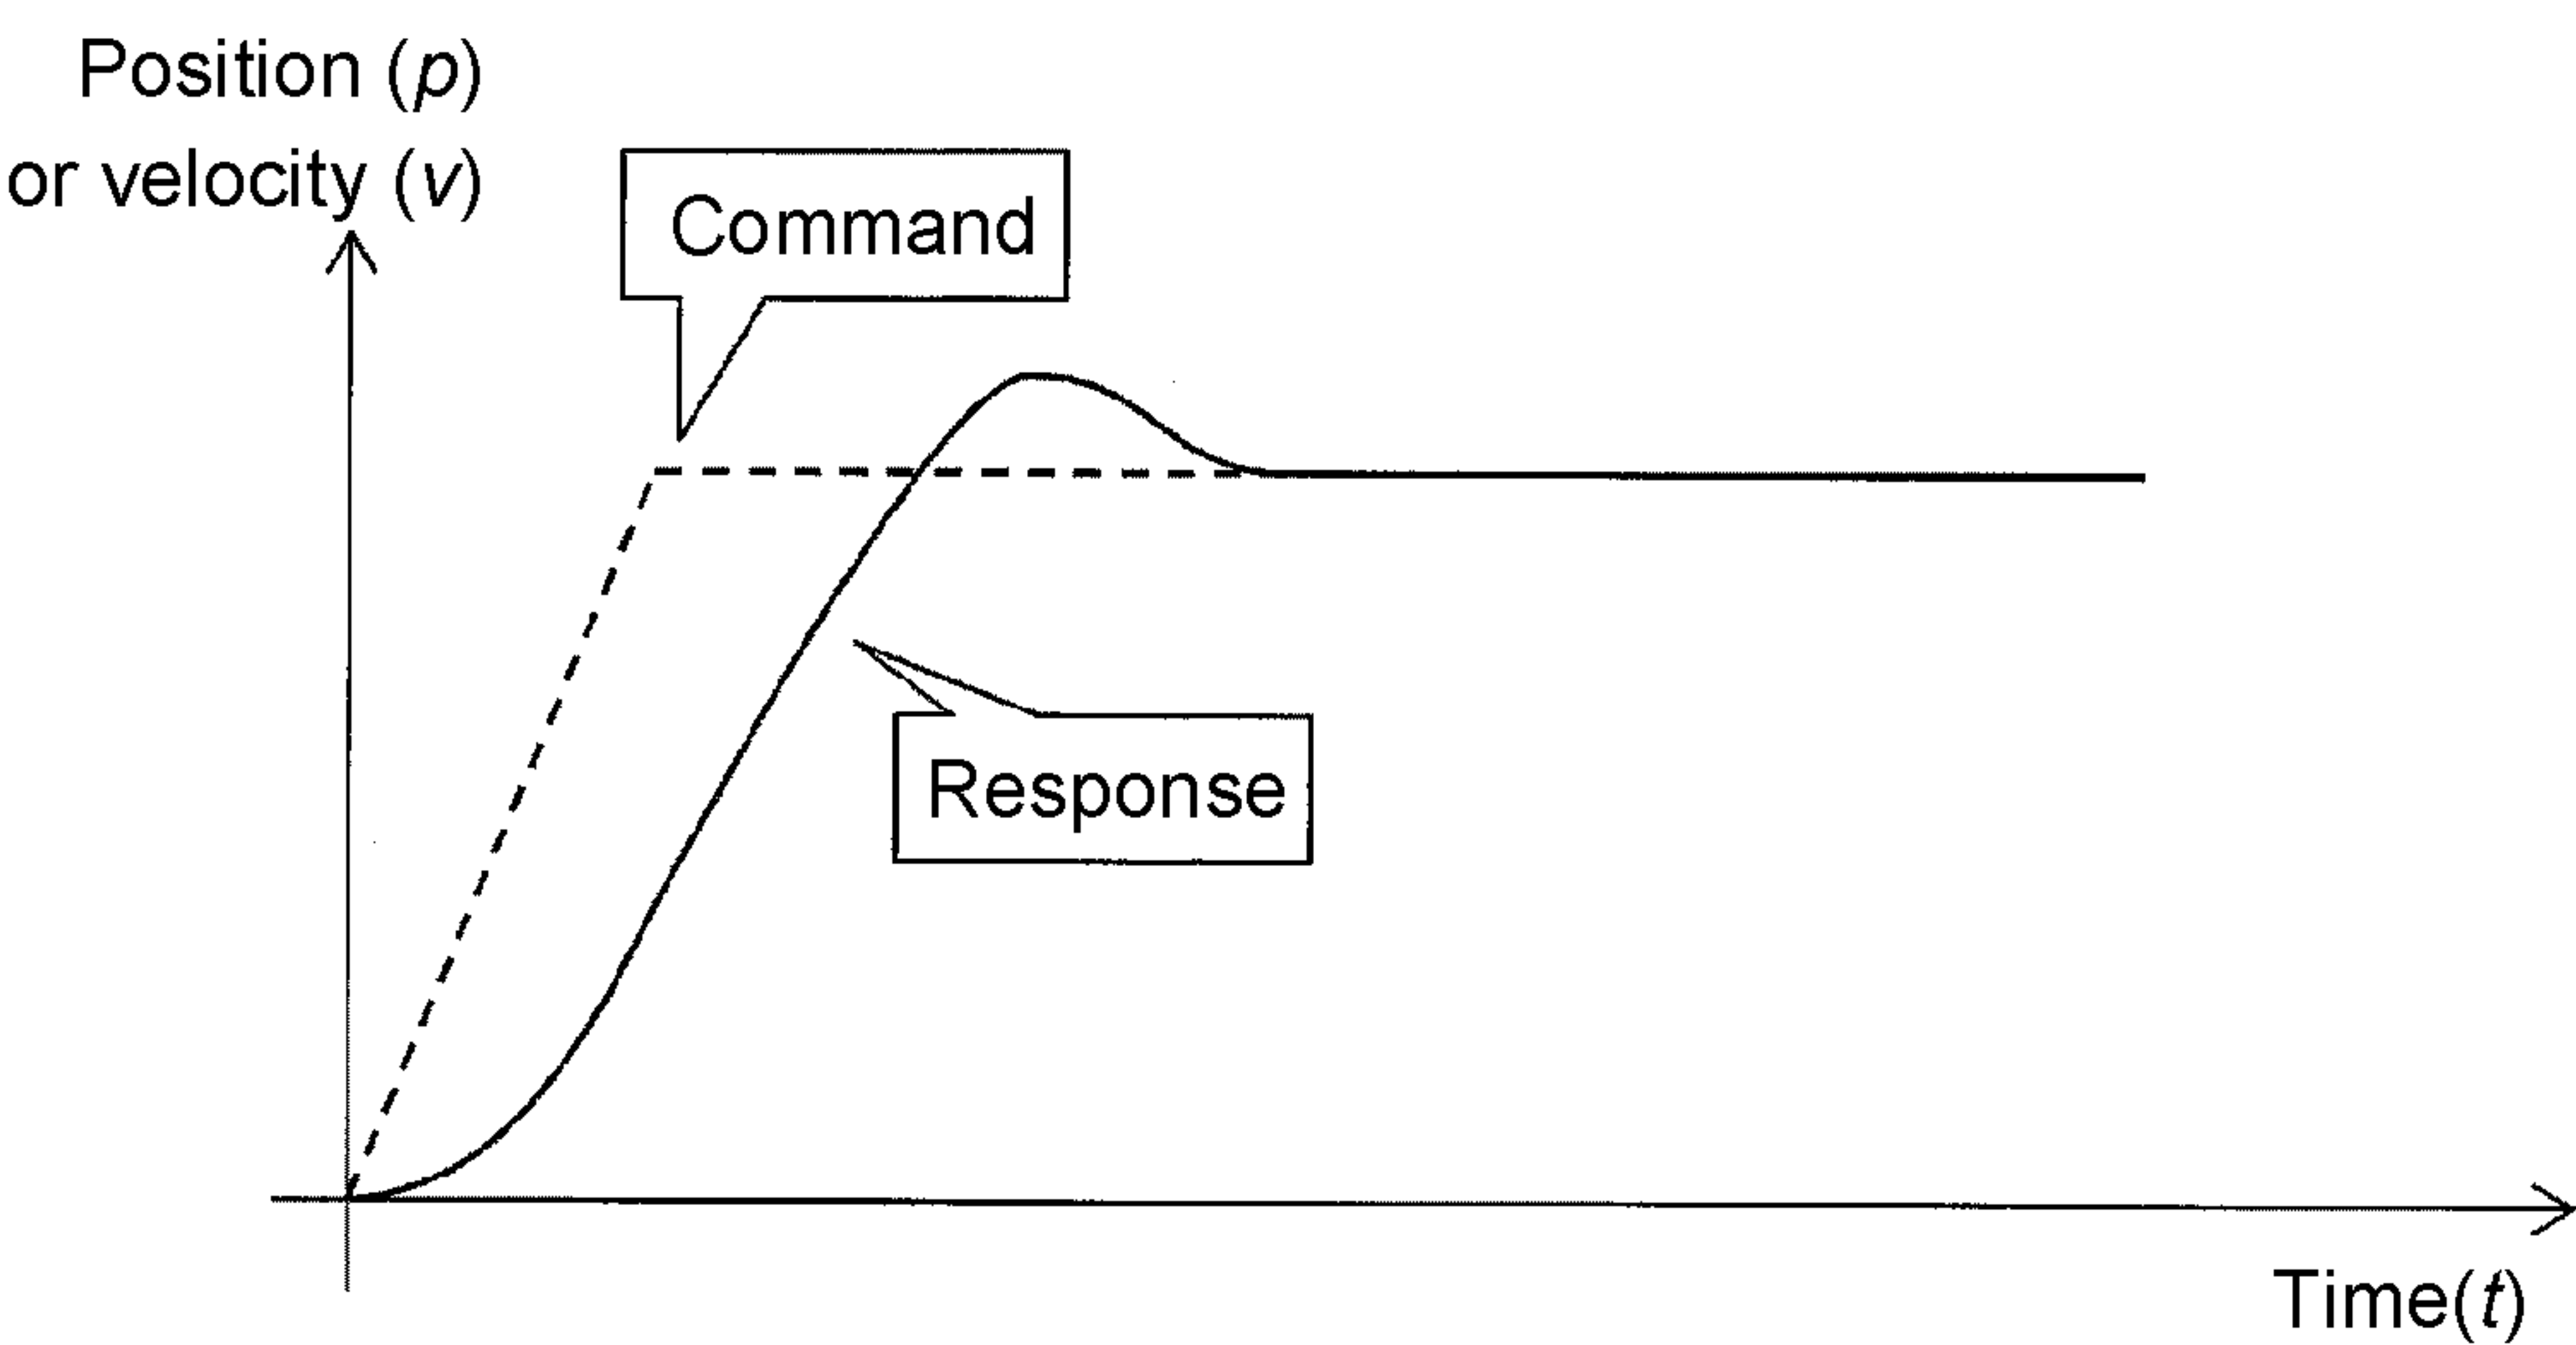 Position (p)
or velocity (v)
Command
Response
Time(t)